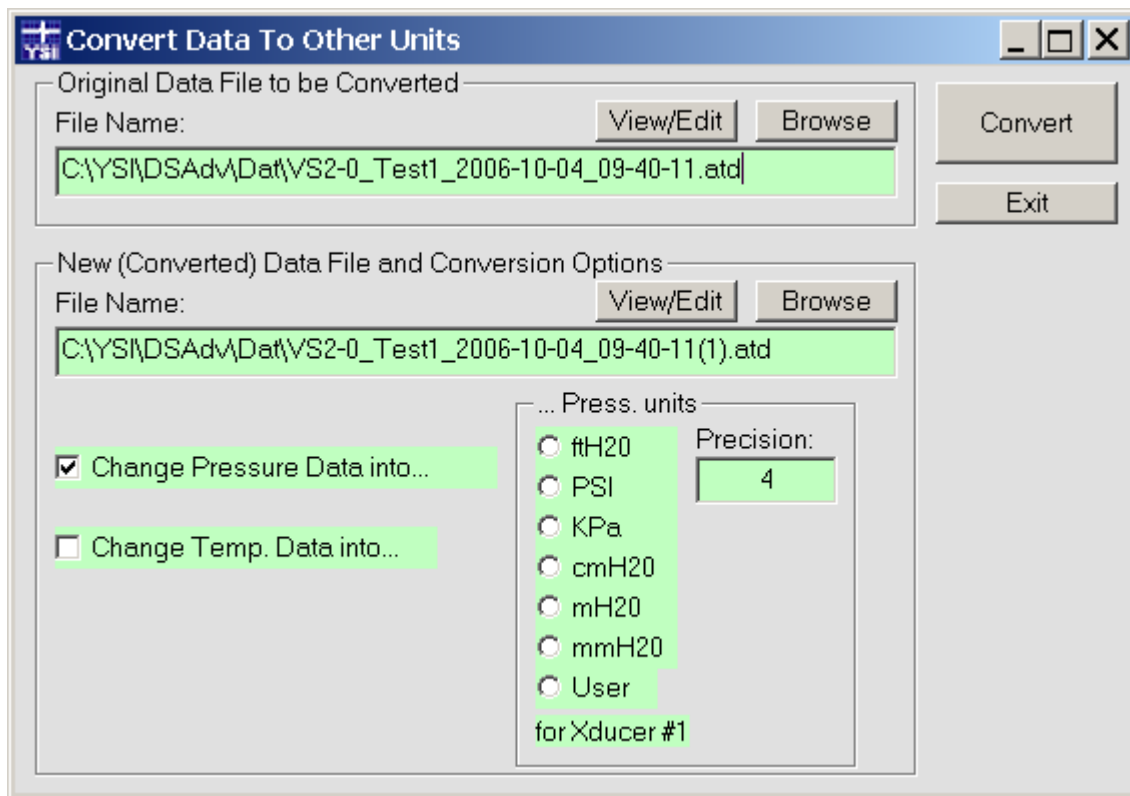 YSI Convert Data To Other Units
Original Data File to be Converted
File Name: View/Edit Browse
C:\YSI\DSAdv\Dat\VS2-0_Test1_2006-10-04_09-40-11.atd
Convert
Exit
New (Converted) Data File and Conversion Options
File Name: View/Edit Browse
C:\YSI\DSAdv\Dat\VS2-0_Test1_2006-10-04_09-40-11(1).atd
Change Pressure Data into...
Change Temp. Data into...
... Press. units
ftH20
PSI
KPa
cmH20
mH20
mmH20
User
for Xducer #1
Precision:
4